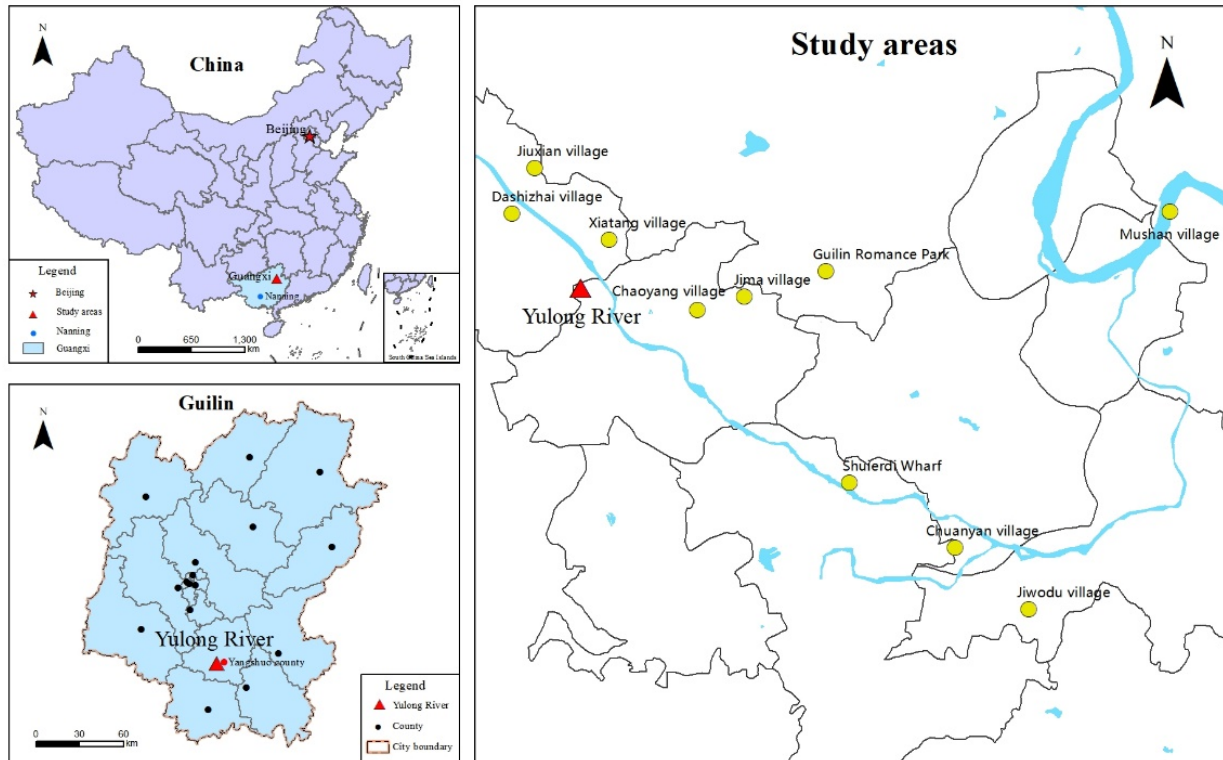 N
China
Beijing
Guangxi
Nanning
Legend
Beijing
Study areas
Nanning
Guangxi
0 650 1,300
km
South China Sea Islands
N
Guilin
Yulong River
Yangshuo county
Legend
Yulong River
County
City boundary
0 30 60
km
Study areas
N
Jiuxian village
Dashizhai village
Xiatang village
Mushan village
Guilin Romance Park
Jima village
Chaoyang village
Yulong River
Shuierdi Wharf
Chuanyan village
Jiwodu village